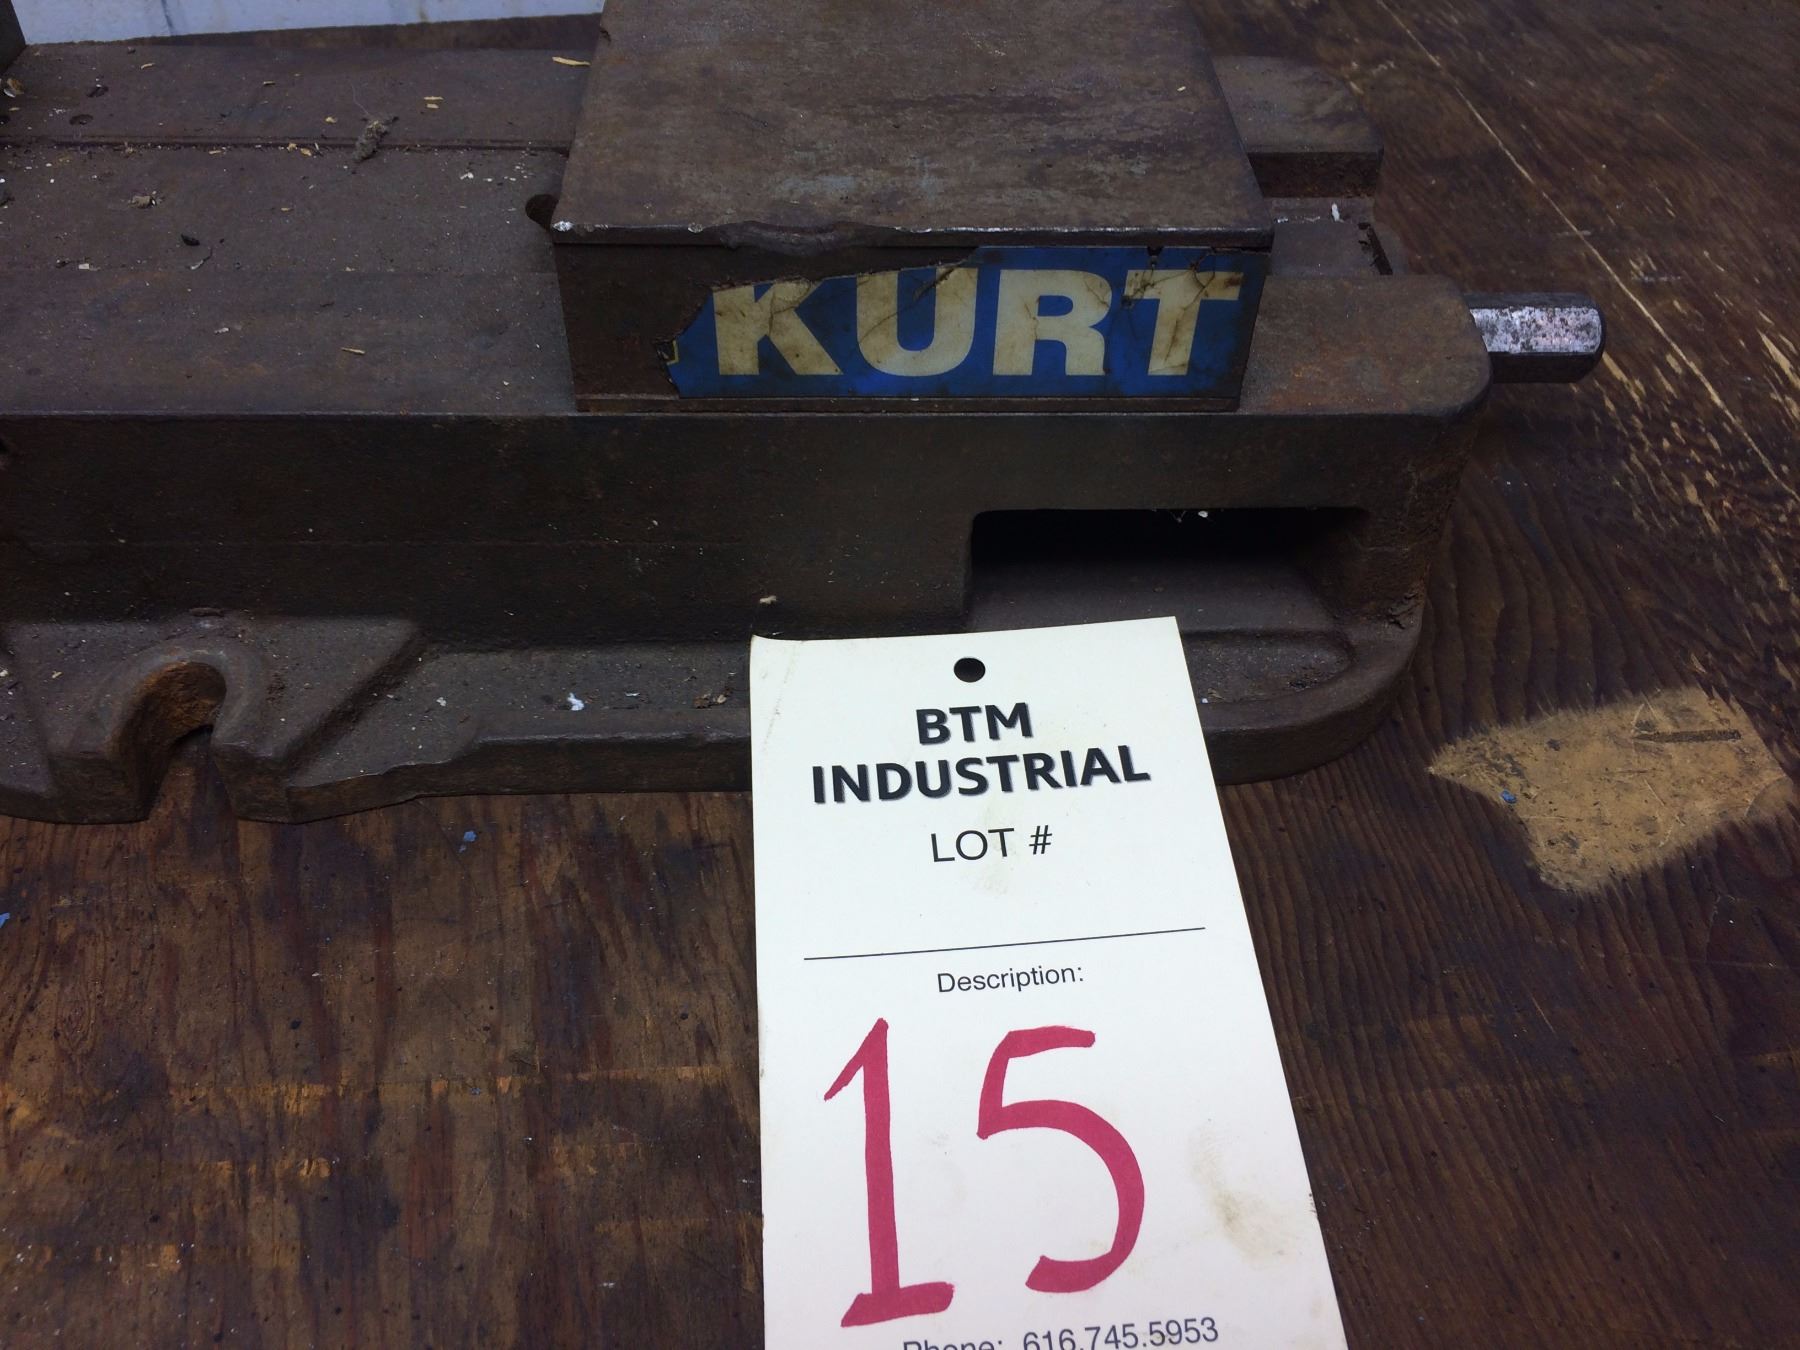 KURT
BTM
INDUSTRIAL
LOT #
Description:
15
Phone: 616.745.5953